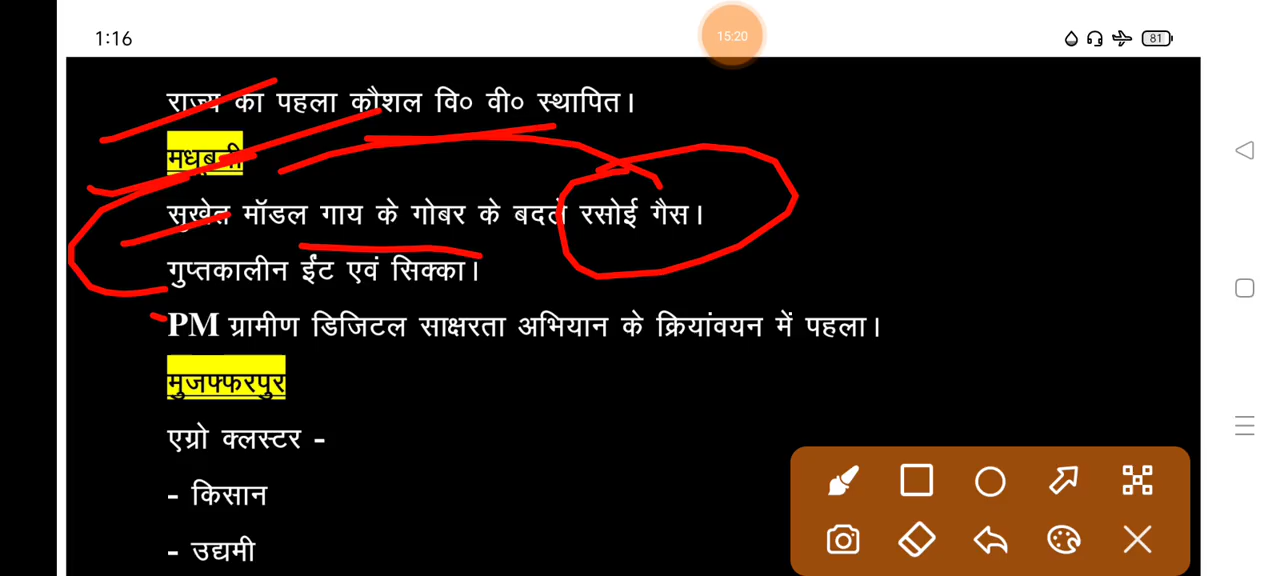 1:16
15:20
81
राज्य का पहला कौशल वि० वी० स्थापित।
मधुबनी
सुखेत मॉडल गाय के गोबर के बदले रसोई गैस।
गुप्तकालीन ईंट एवं सिक्का।
PM ग्रामीण डिजिटल साक्षरता अभियान के क्रियांवयन में पहला।
मुजफ्फरपुर
एग्रो क्लस्टर -
- किसान
- उद्यमी